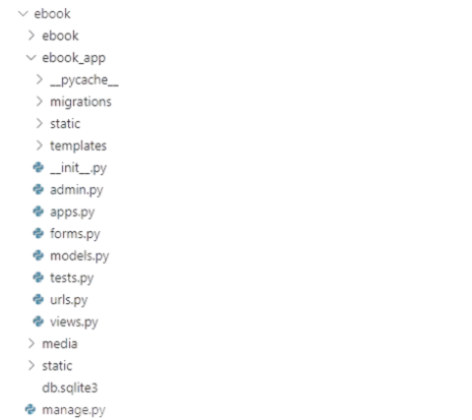 ebook
ebook
ebook_app
__pycache__
migrations
static
templates
__init__.py
admin.py
apps.py
forms.py
models.py
tests.py
urls.py
views.py
media
static
db.sqlite3
manage.py